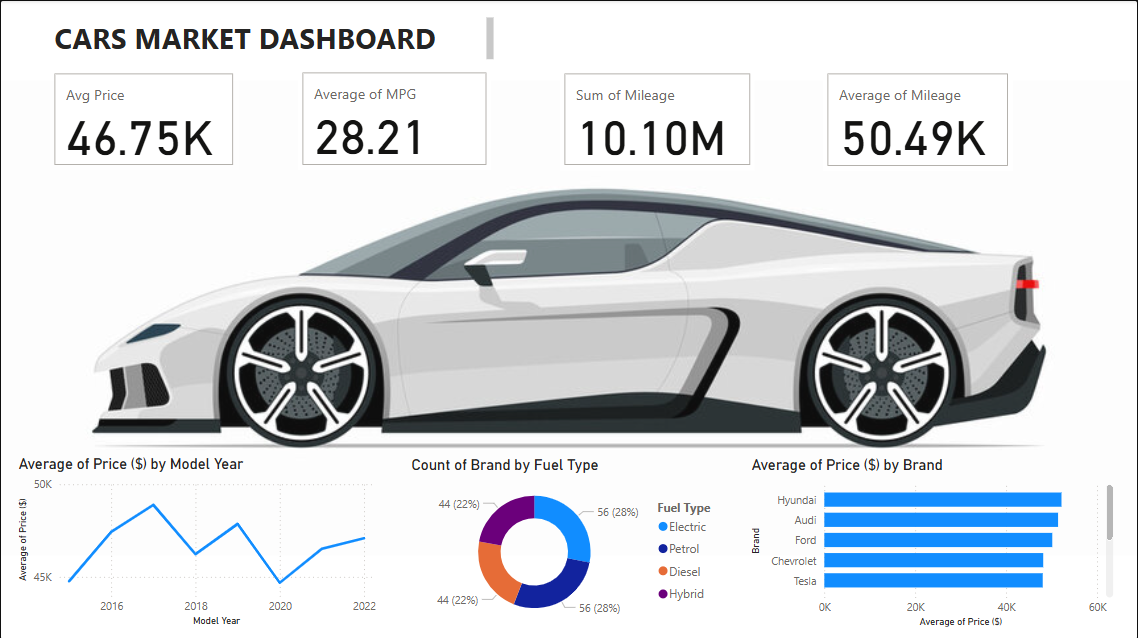 CARS MARKET DASHBOARD
Avg Price
46.75K
Average of MPG
28.21
Sum of Mileage
10.10M
Average of Mileage
50.49K
Average of Price ($) by Model Year
50K
45K
Average of Price ($)
2016 2018 2020 2022
Model Year
Count of Brand by Fuel Type
44 (22%)
56 (28%)
44 (22%)
56 (28%)
Fuel Type
Electric
Petrol
Diesel
Hybrid
Average of Price ($) by Brand
Brand
Hyundai
Audi
Ford
Chevrolet
Tesla
0K 20K 40K 60K
Average of Price ($)